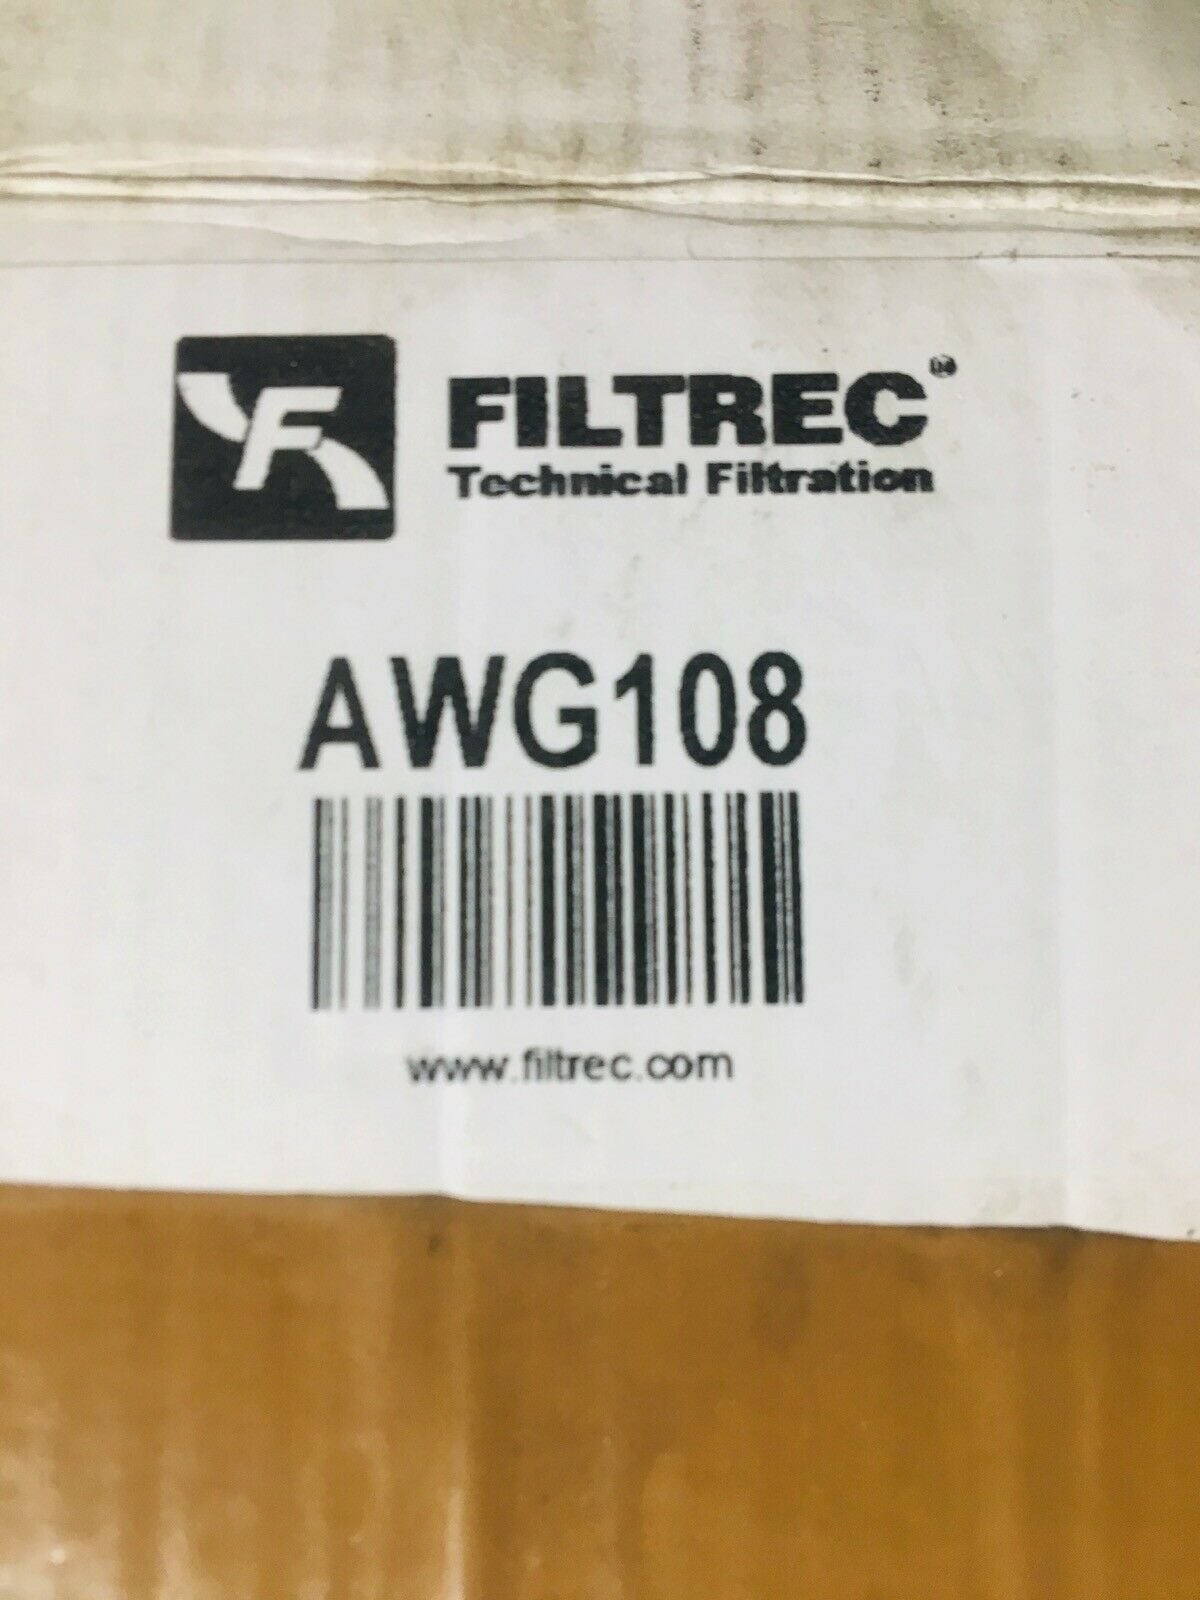 F
FILTREC®
Technical Filtration
AWG108
www.filtrec.com